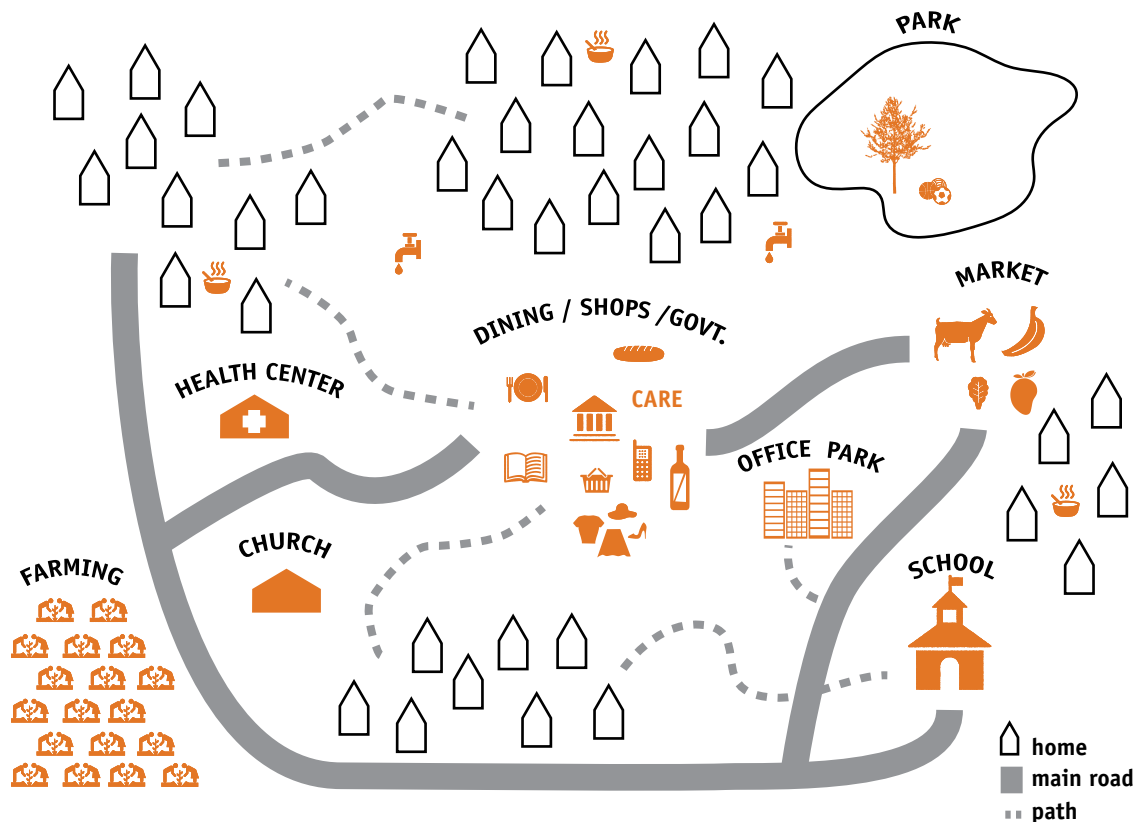 PARK
MARKET
DINING / SHOPS /GOVT.
HEALTH CENTER
CARE
OFFICE PARK
CHURCH
SCHOOL
FARMING
home
main road
path